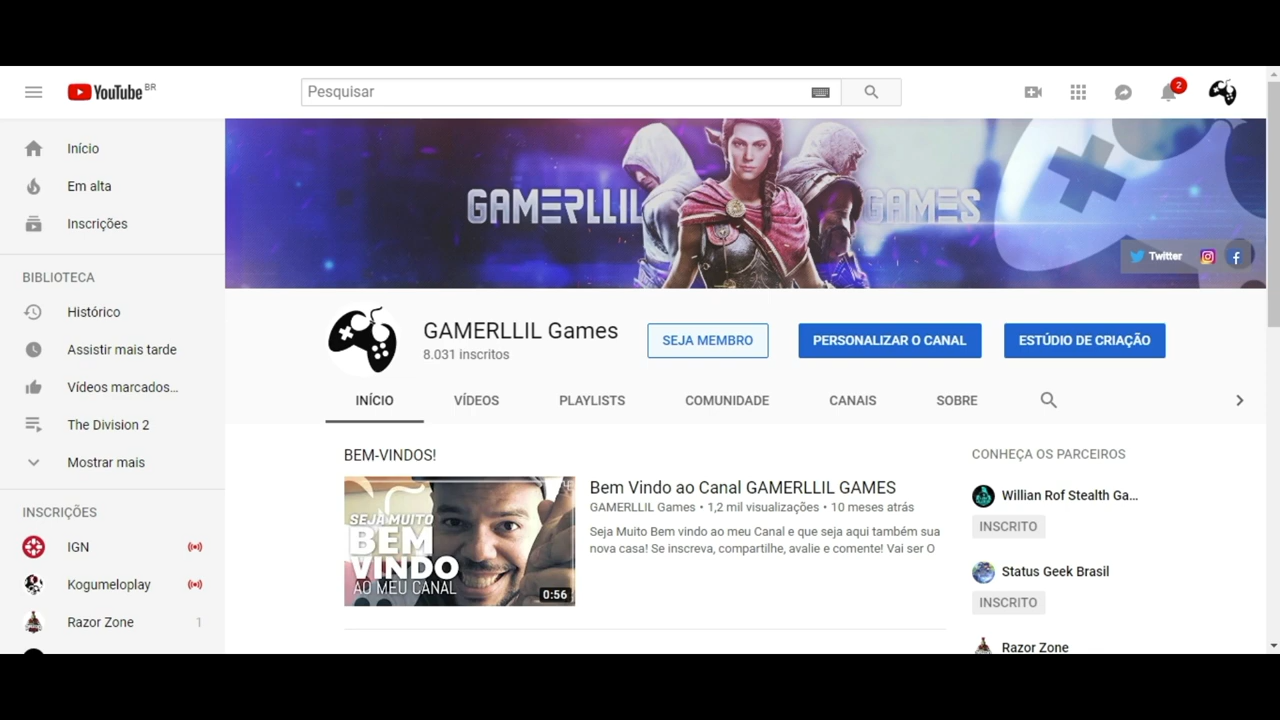 YouTube BR
Pesquisar
2
Início
Em alta
Inscrições
BIBLIOTECA
Histórico
Assistir mais tarde
Vídeos marcados...
The Division 2
Mostrar mais
INSCRIÇÕES
IGN
Kogumeloplay
Razor Zone 1
GAMERLLIL GAMES
Twitter
GAMERLLIL Games
8.031 inscritos
SEJA MEMBRO
PERSONALIZAR O CANAL
ESTÚDIO DE CRIAÇÃO
INÍCIO VÍDEOS PLAYLISTS COMUNIDADE CANAIS SOBRE
BEM-VINDOS!
SEJA MUITO
BEM
VINDO
AO MEU CANAL
0:56
Bem Vindo ao Canal GAMERLLIL GAMES
GAMERLLIL Games • 1,2 mil visualizações • 10 meses atrás
Seja Muito Bem vindo ao meu Canal e que seja aqui também sua
nova casa! Se inscreva, compartilhe, avalie e comente! Vai ser O
CONHEÇA OS PARCEIROS
Willian Rof Stealth Ga...
INSCRITO
Status Geek Brasil
INSCRITO
Razor Zone